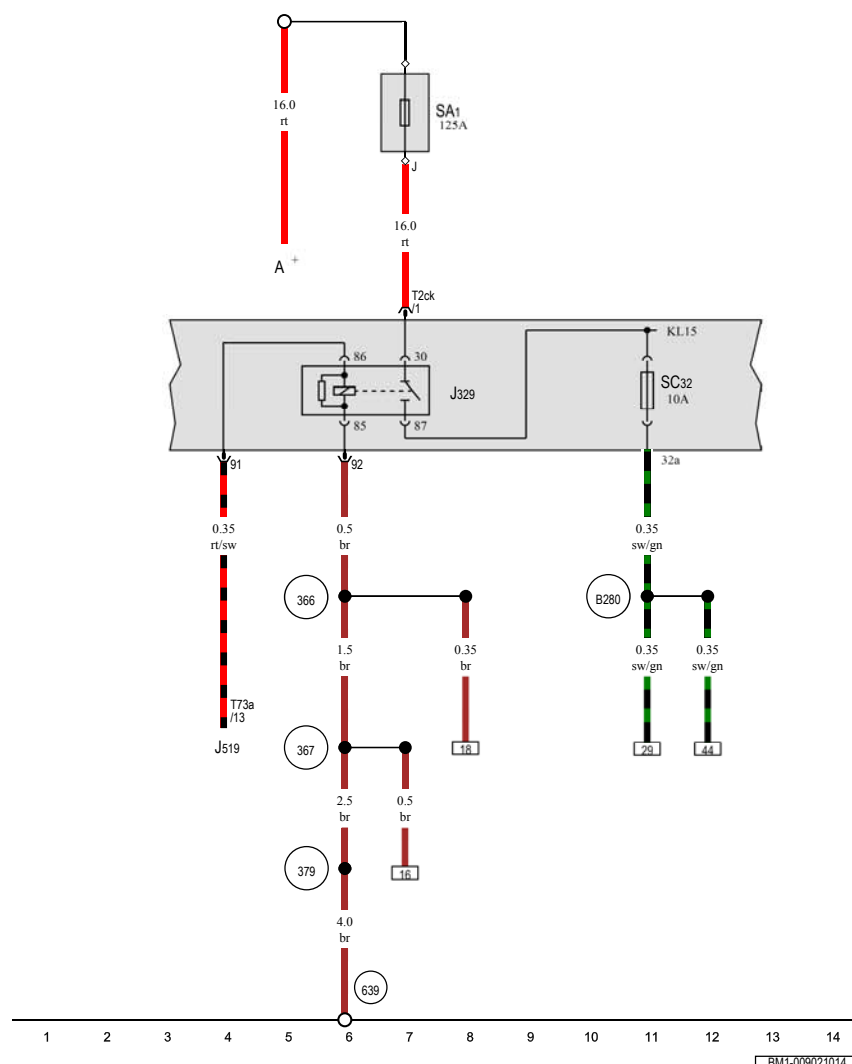 16.0
rt
SA1
125A
J
16.0
rt
A +
T2ck
/1
KL15
86
30
J329
SC32
10A
85
87
91
92
32a
0.35
rt/sw
0.5
br
0.35
sw/gn
366
B280
1.5
br
0.35
br
0.35
sw/gn
0.35
sw/gn
T73a
/13
J519
367
18
29
44
2.5
br
0.5
br
379
16
4.0
br
639
1 2 3 4 5 6 7 8 9 10 11 12 13 14
BM1-009021014